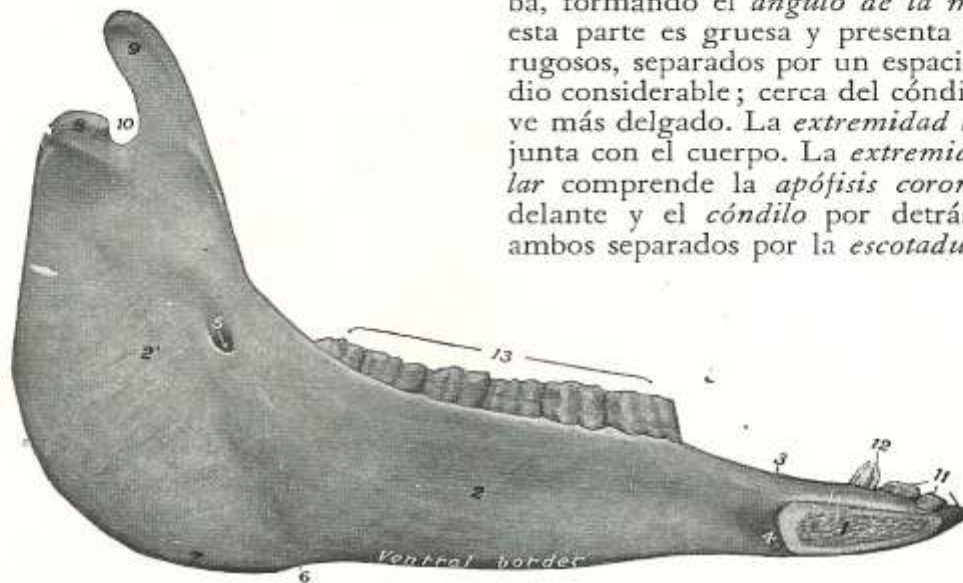 ba, formando el ángulo de la m
esta parte es gruesa y presenta
rugosos, separados por un espaci
dio considerable; cerca del cóndi
ve más delgado. La extremidad
junta con el cuerpo. La extremida
lar comprende la apófisis coron
delante y el cóndilo por detrás
ambos separados por la escotadu
9
8 10
5
2'
13
12
3
11
2
1
4
7
Ventral border
6